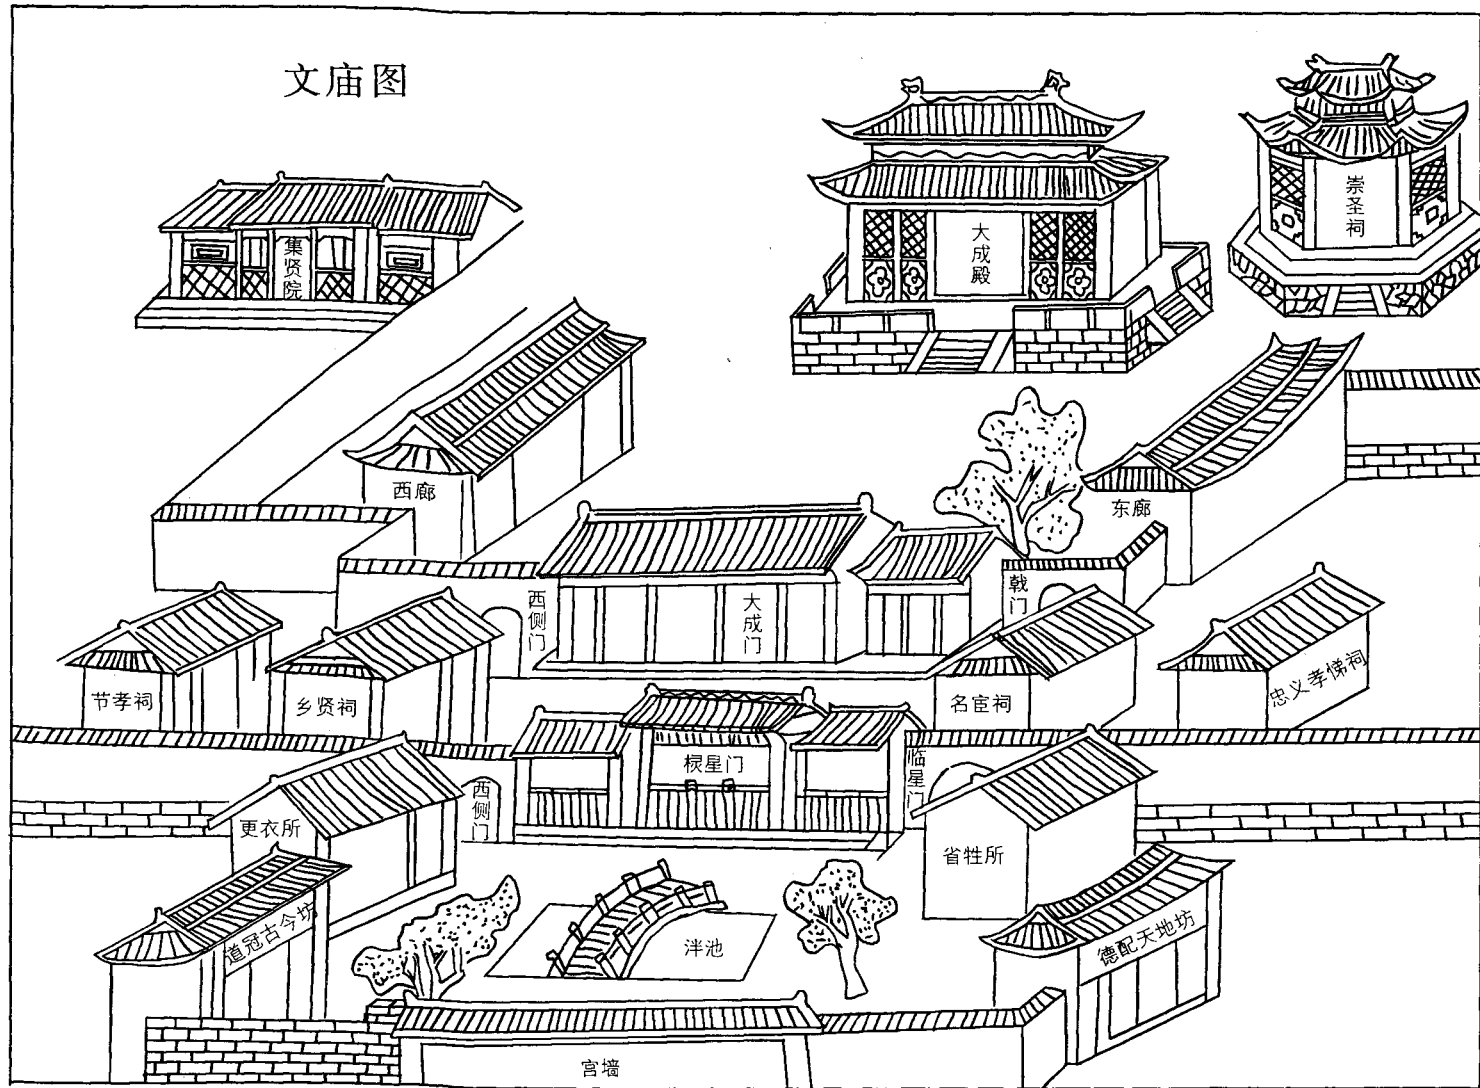 文庙图
崇圣祠
大成殿
集贤院
西廊
东廊
西侧门
大成门
戟门
节孝祠
乡贤祠
名宦祠
忠义孝悌祠
棂星门
临星门
西侧门
更衣所
省牲所
道冠古今坊
泮池
德配天地坊
宫墙